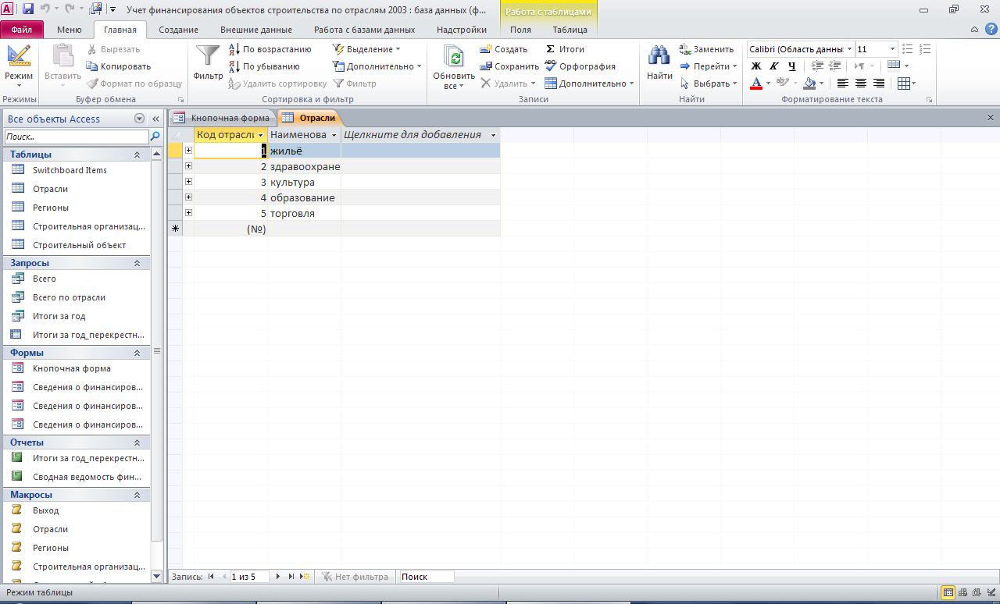 Учет финансирования объектов строительства по отраслям 2003 : база данных (ф...
Работа с таблицами
Файл Меню Главная Создание Внешние данные Работа с базами данных Надстройки Поля Таблица
Режим
Режимы
Вставить
Вырезать
Копировать
Формат по образцу
Буфер обмена
Фильтр
По возрастанию
По убыванию
Удалить сортировку
Выделение
Дополнительно
Фильтр
Сортировка и фильтр
Обновить
все
Создать
Сохранить
Удалить
Итоги
Орфография
Дополнительно
Записи
Найти
Заменить
Перейти
Выбрать
Найти
Calibri (Область данны 11
Ж К Ч
Форматирование текста
Все объекты Access
Поиск...
Таблицы
Switchboard Items
Отрасли
Регионы
Строительная организац...
Строительный объект
Запросы
Всего
Всего по отрасли
Итоги за год
Итоги за год_перекрестн...
Формы
Кнопочная форма
Сведения о финансиров...
Сведения о финансиров...
Сведения о финансиров...
Отчеты
Итоги за год_перекрестн...
Сводная ведомость фин...
Макросы
Выход
Отрасли
Регионы
Строительная организац...
Кнопочная форма Отрасли
Код отрасли Наименова Щелкните для добавления
1 жильё
2 здравоохране
3 культура
4 образование
5 торговля
(№)
Запись: 1 из 5 Нет фильтра Поиск
Режим таблицы